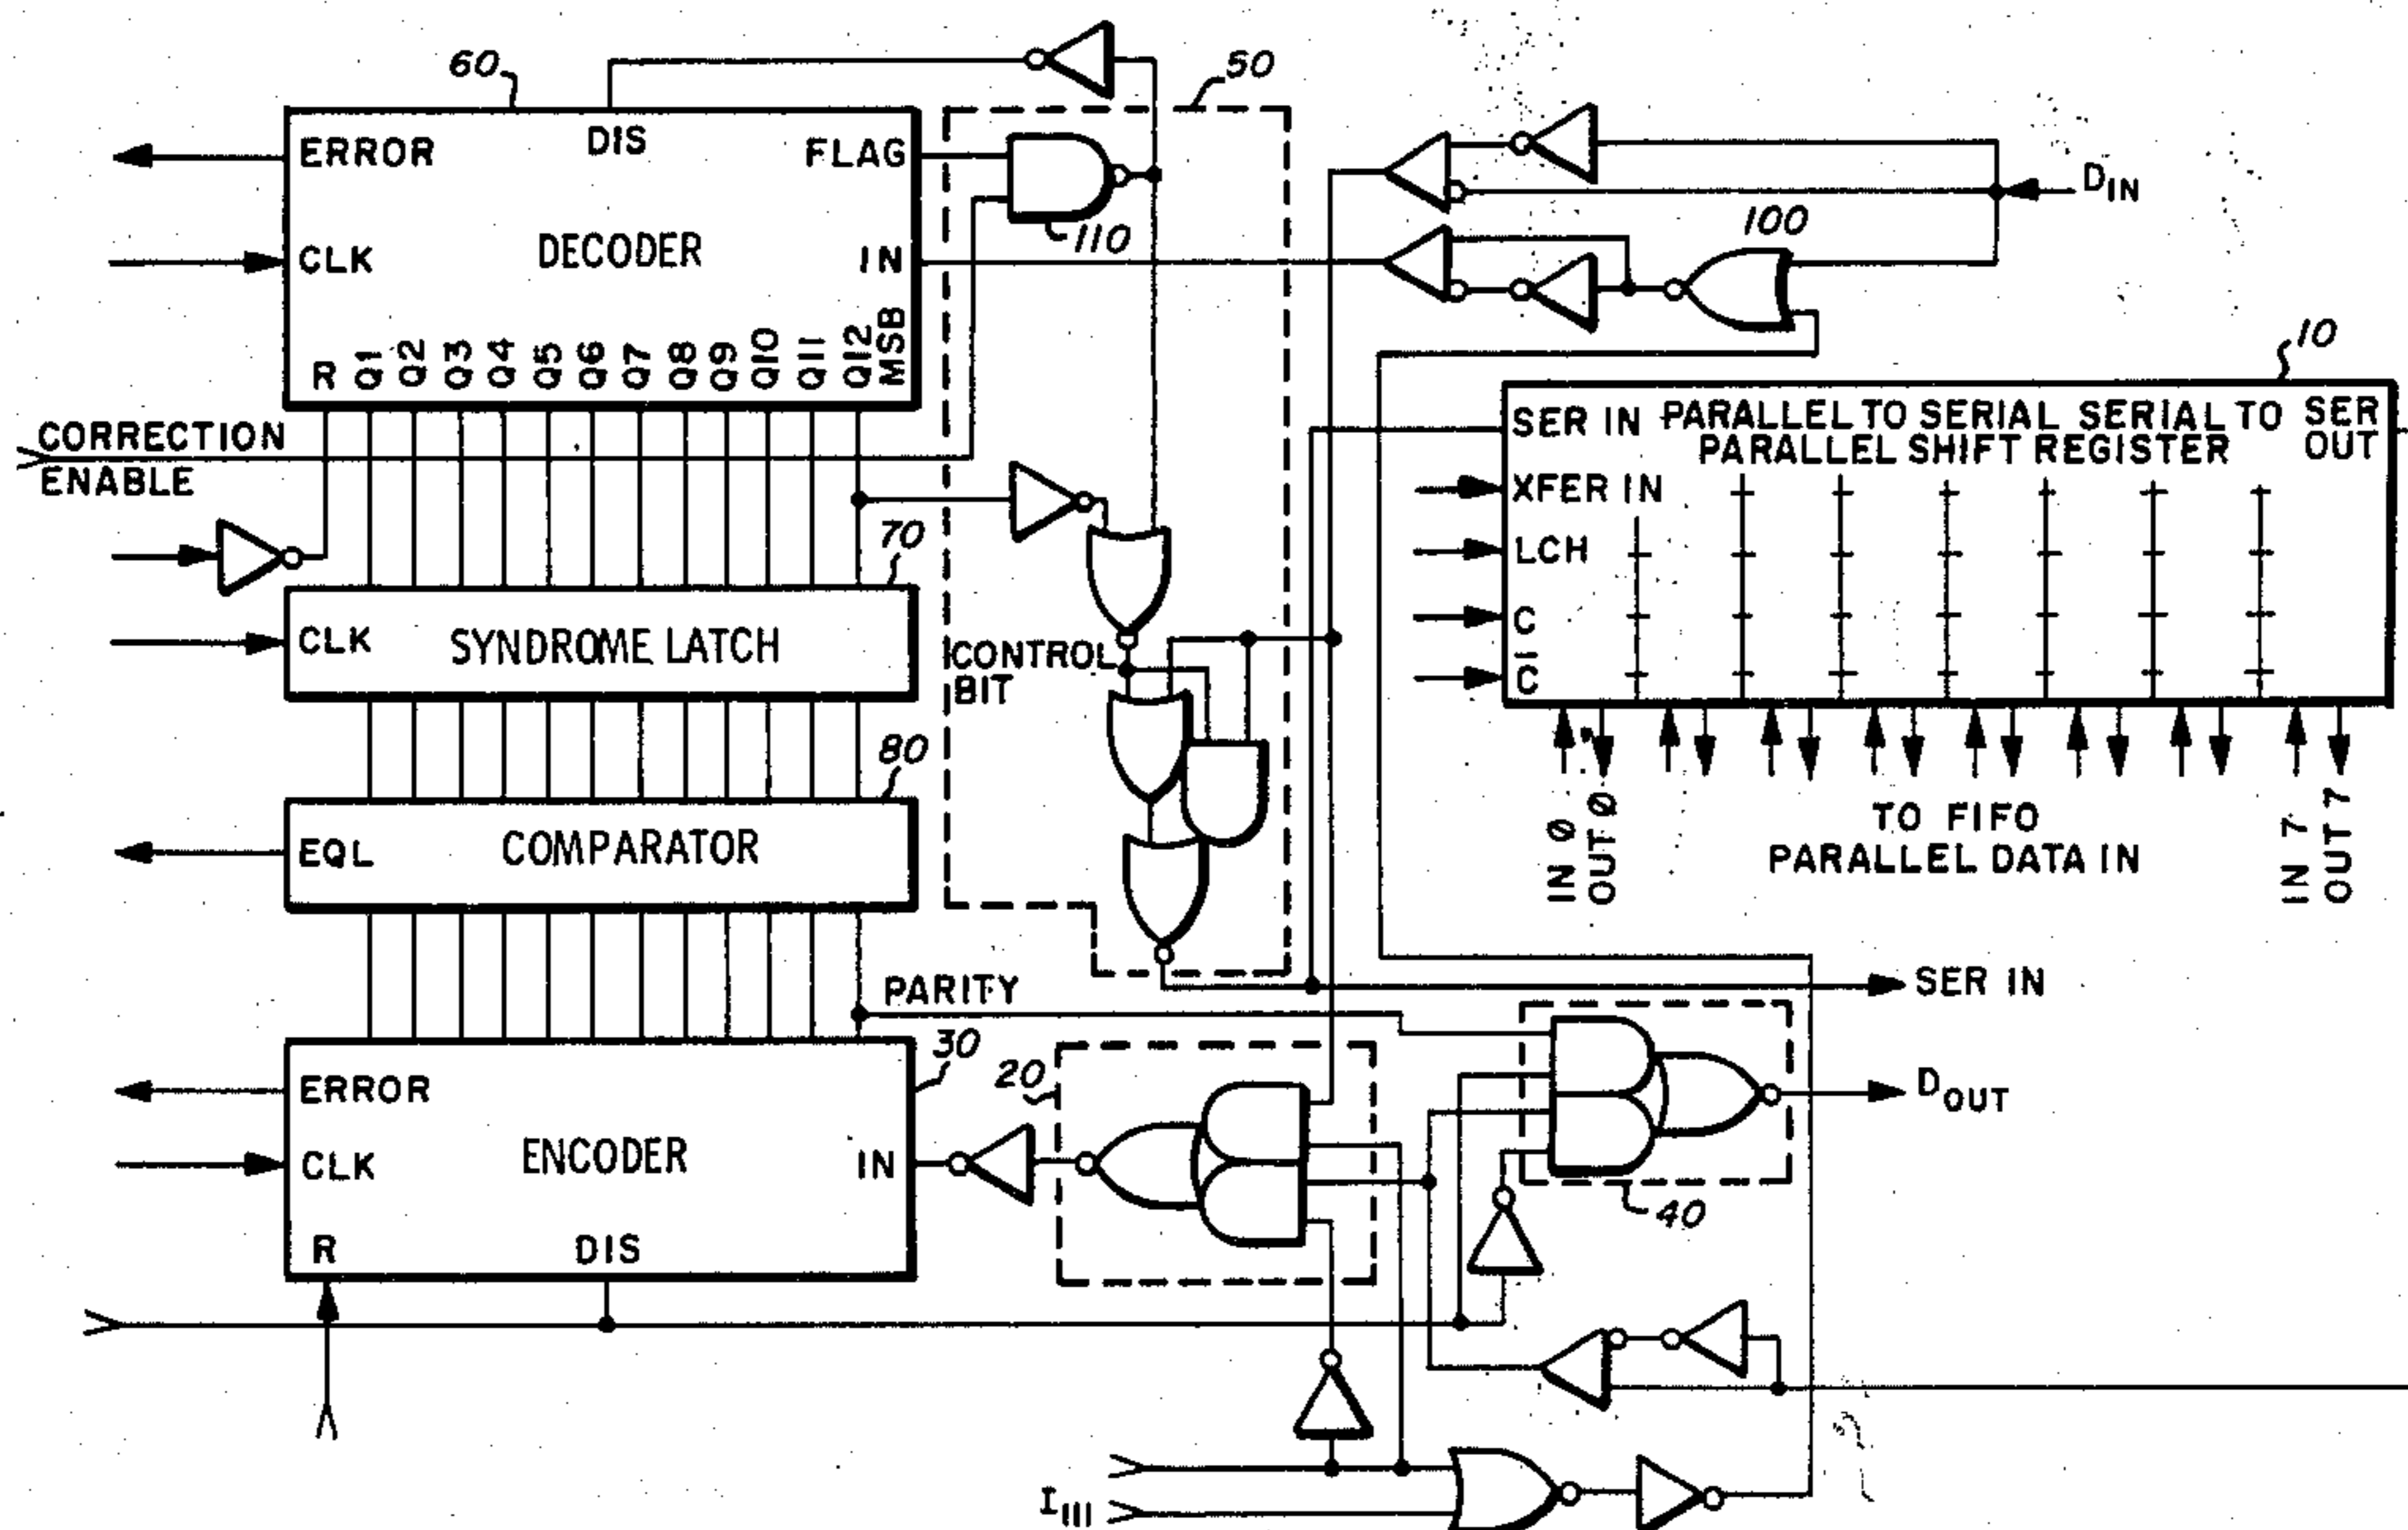 60
50
ERROR
DIS
FLAG
D IN
DECODER
110
100
CLK
IN
R
Q1
Q2
Q3
Q4
Q5
Q6
Q7
Q8
Q9
Q10
Q11
Q12
MSB
10
CORRECTION
ENABLE
SER IN
PARALLEL TO SERIAL SERIAL TO
PARALLEL SHIFT REGISTER
SER
OUT
XFER IN
70
LCH
CLK
SYNDROME LATCH
C
CONTROL
BIT
C̅
80
EQL
COMPARATOR
TO FIFO
PARALLEL DATA IN
IN 0
OUT 0
IN 7
OUT 7
PARITY
SER IN
30
20
ERROR
D OUT
CLK
ENCODER
IN
40
R
DIS
I III